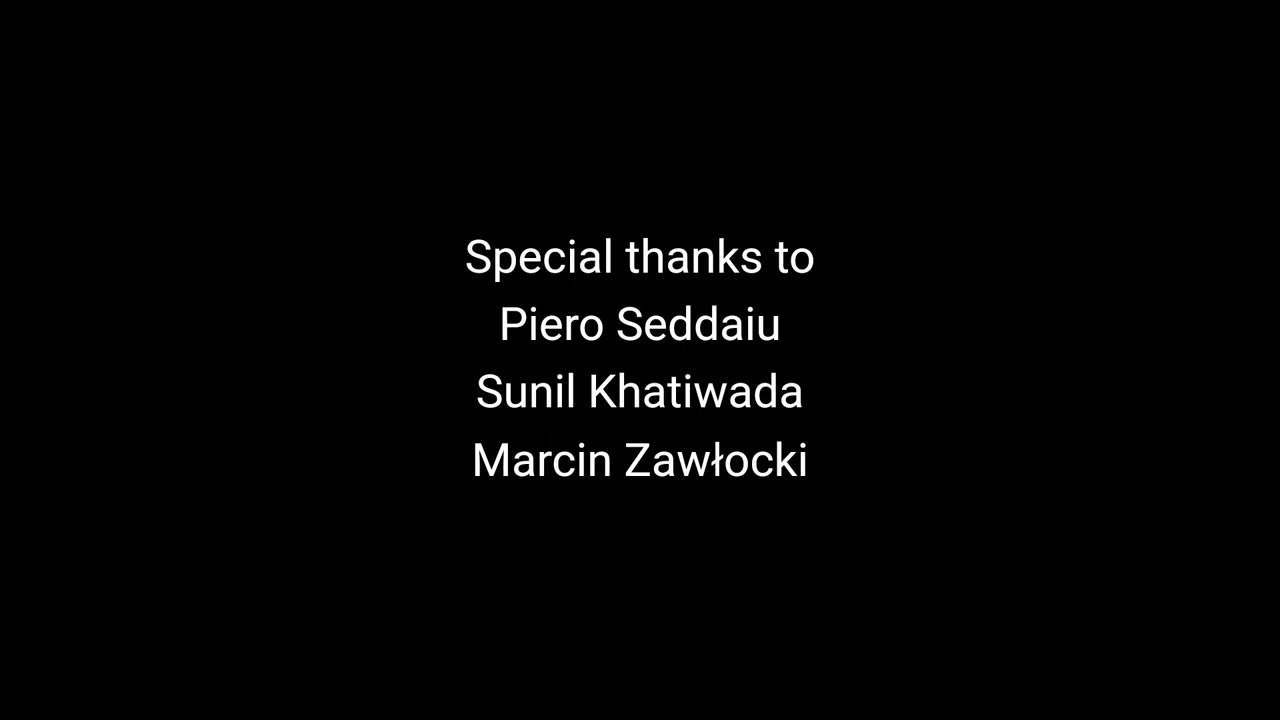 Special thanks to
Piero Seddaiu
Sunil Khatiwada
Marcin Zawłocki